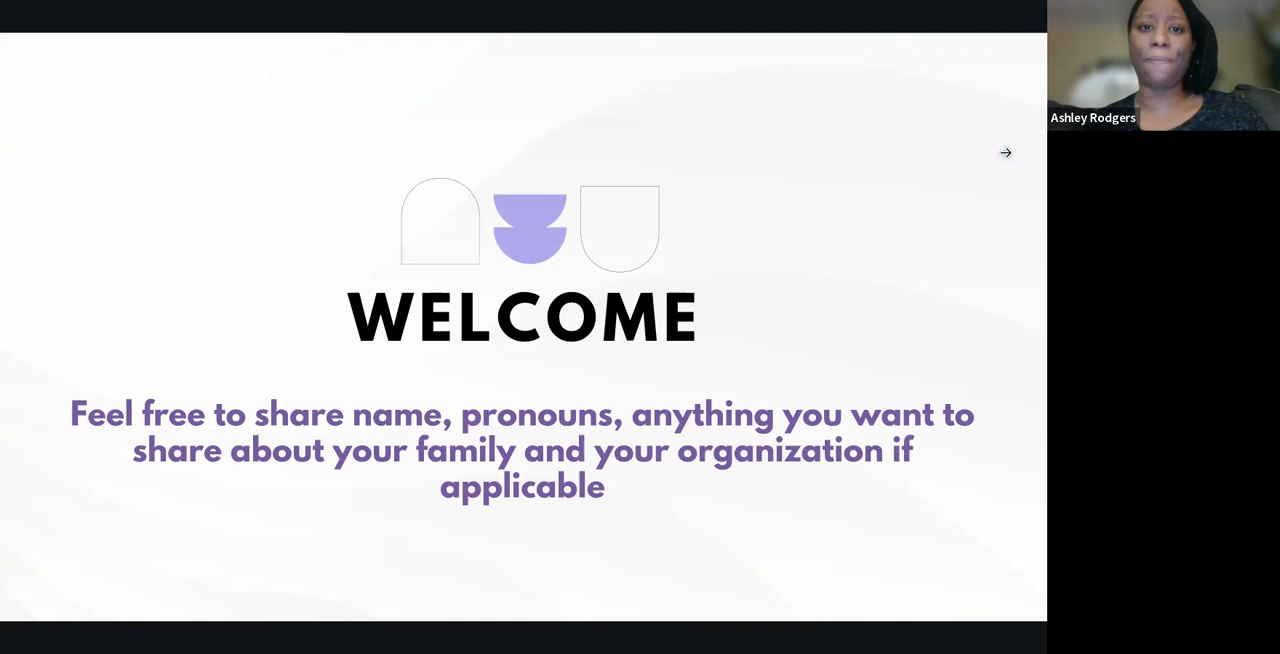 WELCOME
Feel free to share name, pronouns, anything you want to
share about your family and your organization if
applicable
Ashley Rodgers